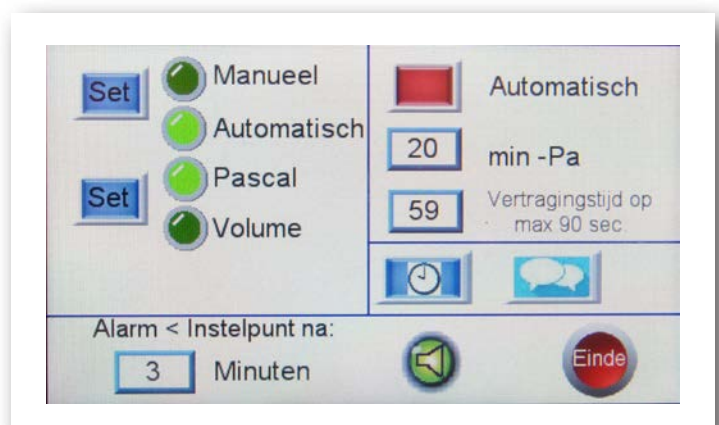 Set
Manueel
Automatisch
Set
Pascal
Volume
Automatisch
20 min -Pa
59 Vertragingstijd op
max 90 sec.
Alarm < Instelpunt na:
3 Minuten
Einde